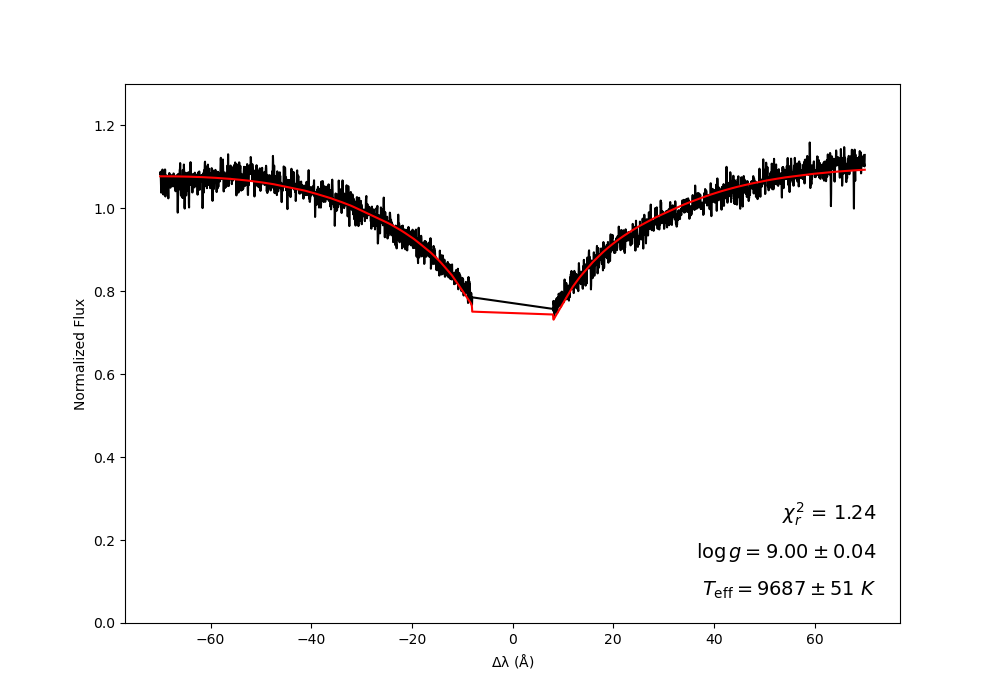 1.2
1.0
0.8
0.6
0.4
0.2
0.0
Normalized Flux
χ²ᵣ = 1.24
log g = 9.00 ± 0.04
T_eff = 9687 ± 51 K
−60
−40
−20
0
20
40
60
Δλ (Å)